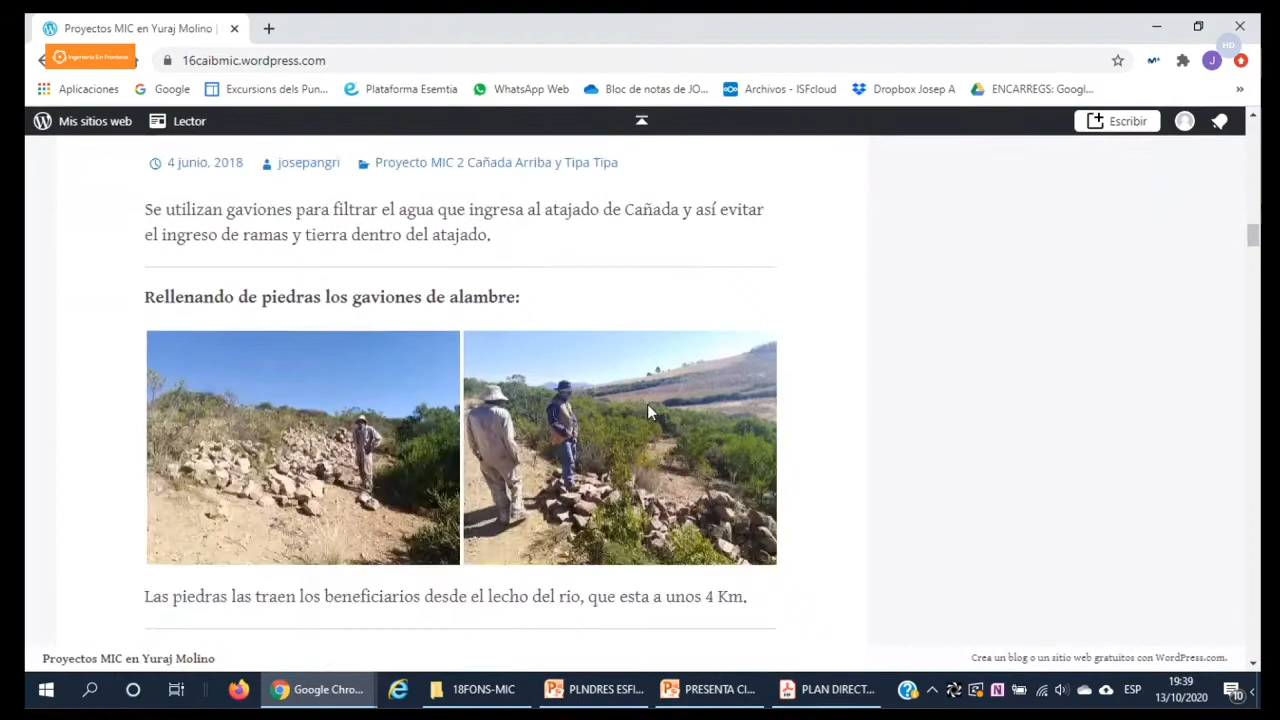 Proyectos MIC en Yuraj Molino |
Ingeniería Sin Fronteras
16caibmic.wordpress.com
HD
J
Aplicaciones
Google
Excursions dels Pun...
Plataforma Esemtia
WhatsApp Web
Bloc de notas de JO...
Archivos - ISFcloud
Dropbox Josep A
ENCARREGS: Googl...
»
Mis sitios web
Lector
Escribir
4 junio, 2018
josepangri
Proyecto MIC 2 Cañada Arriba y Tipa Tipa
Se utilizan gaviones para filtrar el agua que ingresa al atajado de Cañada y así evitar
el ingreso de ramas y tierra dentro del atajado.
Rellenando de piedras los gaviones de alambre:
Las piedras las traen los beneficiarios desde el lecho del rio, que esta a unos 4 Km.
Proyectos MIC en Yuraj Molino
Crea un blog o un sitio web gratuitos con WordPress.com.
Google Chro...
18FONS-MIC
PLNDRES ESFI...
PRESENTA CI...
PLAN DIRECT...
ESP
19:39
13/10/2020
10